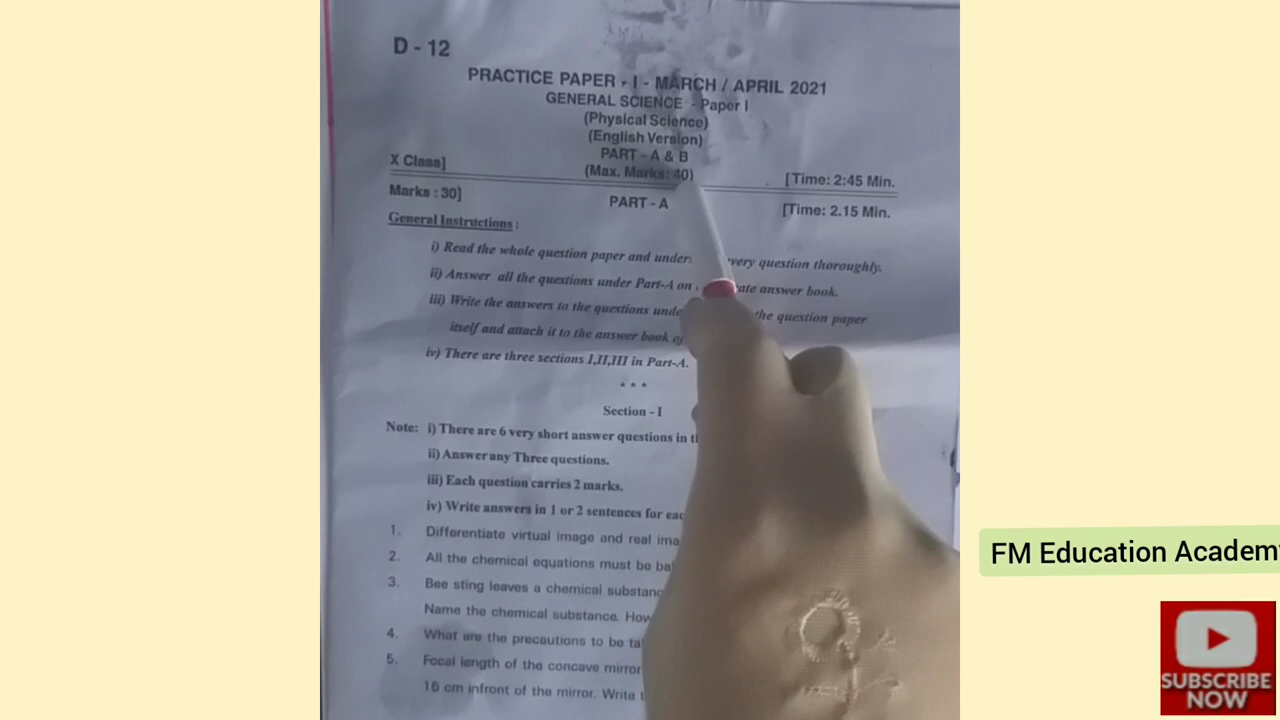 D - 12
PRACTICE PAPER - I - MARCH / APRIL 2021
GENERAL SCIENCE - Paper I
(Physical Science)
(English Version)
PART - A & B
X Class] (Max. Marks: 40) [Time: 2:45 Min.
Marks : 30] PART - A [Time: 2.15 Min.
General Instructions :
i) Read the whole question paper and very question thoroughly.
ii) Answer all the questions under Part-A on answer book.
iii) Write the answers to the questions the question paper
itself and attach it to the answer book of
iv) There are three sections I,II,III in Part-A.
* * *
Section - I
Note: i) There are 6 very short answer questions in
ii) Answer any Three questions.
iii) Each question carries 2 marks.
iv) Write answers in 1 or 2 sentences for
1. Differentiate virtual image and real
2. All the chemical equations must be
3. Bee sting leaves a chemical
Name the chemical substance. How
4. What are the precautions to be
5. Focal length of the concave mirror
16 cm infront of the mirror. Write
FM Education Academy
SUBSCRIBE
NOW